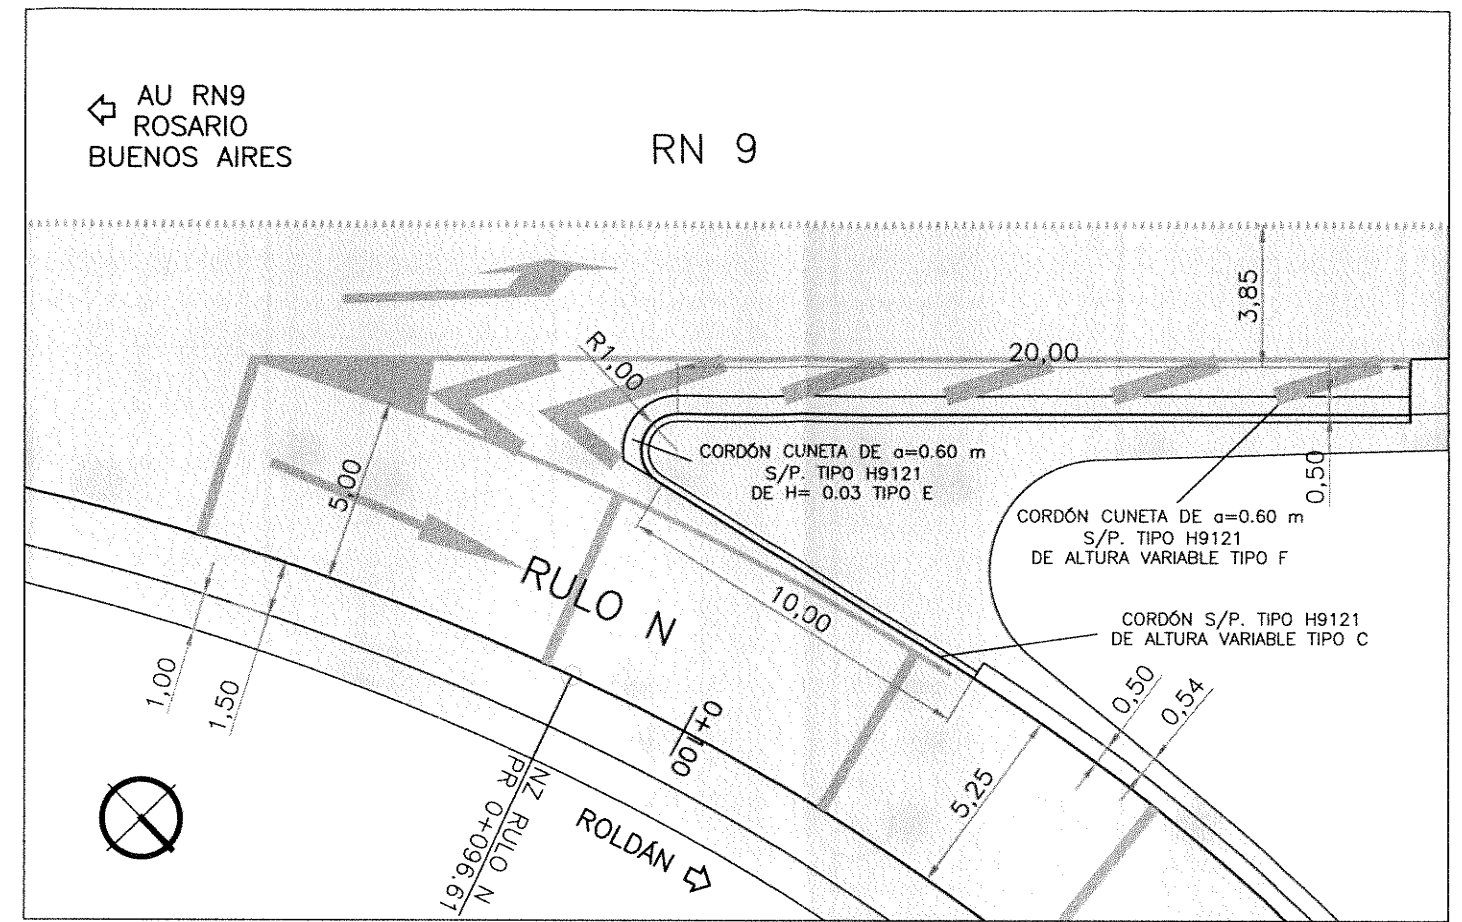 AU RN9
ROSARIO
BUENOS AIRES
RN 9
3,85
R1,00
20,00
CORDÓN CUNETA DE a=0.60 m
S/P. TIPO H9121
DE H= 0.03 TIPO E
5,00
0,50
CORDÓN CUNETA DE a=0.60 m
S/P. TIPO H9121
DE ALTURA VARIABLE TIPO F
RULO N
10,00
CORDÓN S/P. TIPO H9121
DE ALTURA VARIABLE TIPO C
1,00
1,50
0,50
0,54
0+
100
5,25
NZ RULO N
PR 0+096.61
ROLDÁN